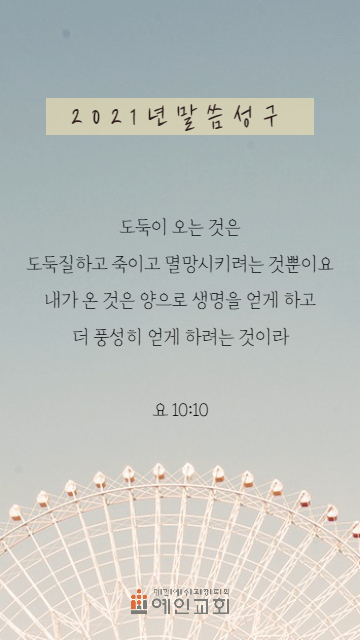 2021년말씀성구
도둑이 오는 것은
도둑질하고 죽이고 멸망시키려는 것뿐이요
내가 온 것은 양으로 생명을 얻게 하고
더 풍성히 얻게 하려는 것이라
요 10:10
예인교회